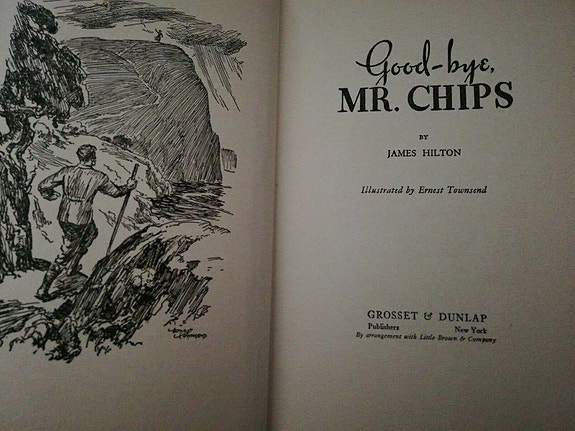 Good-bye,
MR. CHIPS
BY
JAMES HILTON
Illustrated by Ernest Townsend
GROSSET & DUNLAP
Publishers New York
By arrangement with Little Brown & Company